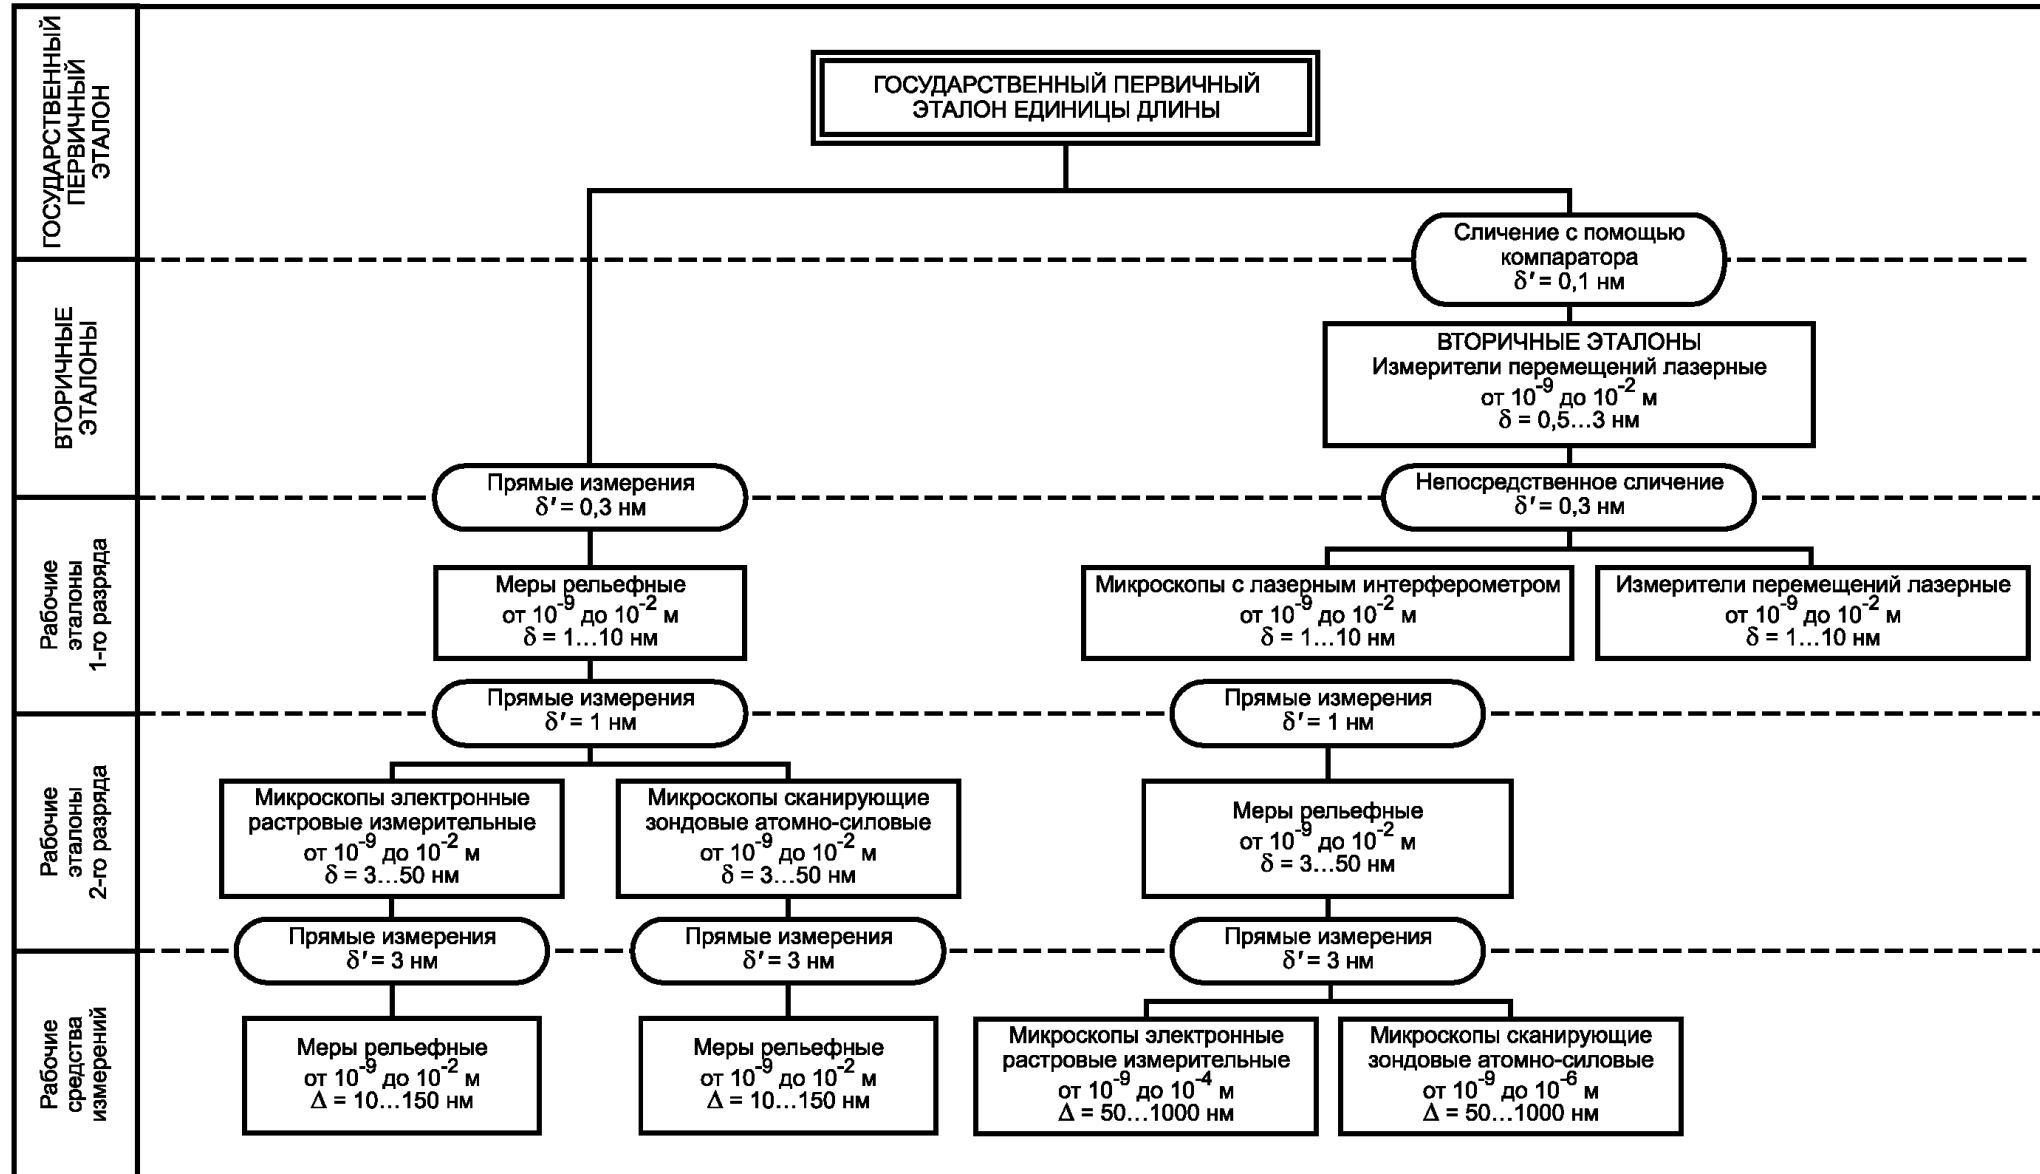 ГОСУДАРСТВЕННЫЙ
ПЕРВИЧНЫЙ
ЭТАЛОН
ГОСУДАРСТВЕННЫЙ ПЕРВИЧНЫЙ
ЭТАЛОН ЕДИНИЦЫ ДЛИНЫ
Сличение с помощью
компаратора
δ′ = 0,1 нм
ВТОРИЧНЫЕ
ЭТАЛОНЫ
ВТОРИЧНЫЕ ЭТАЛОНЫ
Измерители перемещений лазерные
от 10⁻⁹ до 10⁻² м
δ = 0,5...3 нм
Прямые измерения
δ′ = 0,3 нм
Непосредственное сличение
δ′ = 0,3 нм
Рабочие
эталоны
1-го разряда
Меры рельефные
от 10⁻⁹ до 10⁻² м
δ = 1...10 нм
Микроскопы с лазерным интерферометром
от 10⁻⁹ до 10⁻² м
δ = 1...10 нм
Измерители перемещений лазерные
от 10⁻⁹ до 10⁻² м
δ = 1...10 нм
Прямые измерения
δ′ = 1 нм
Прямые измерения
δ′ = 1 нм
Рабочие
эталоны
2-го разряда
Микроскопы электронные
растровые измерительные
от 10⁻⁹ до 10⁻² м
δ = 3...50 нм
Микроскопы сканирующие
зондовые атомно-силовые
от 10⁻⁹ до 10⁻² м
δ = 3...50 нм
Меры рельефные
от 10⁻⁹ до 10⁻² м
δ = 3...50 нм
Прямые измерения
δ′ = 3 нм
Прямые измерения
δ′ = 3 нм
Прямые измерения
δ′ = 3 нм
Рабочие
средства
измерений
Меры рельефные
от 10⁻⁹ до 10⁻² м
Δ = 10...150 нм
Меры рельефные
от 10⁻⁹ до 10⁻² м
Δ = 10...150 нм
Микроскопы электронные
растровые измерительные
от 10⁻⁹ до 10⁻⁴ м
Δ = 50...1000 нм
Микроскопы сканирующие
зондовые атомно-силовые
от 10⁻⁹ до 10⁻⁶ м
Δ = 50...1000 нм